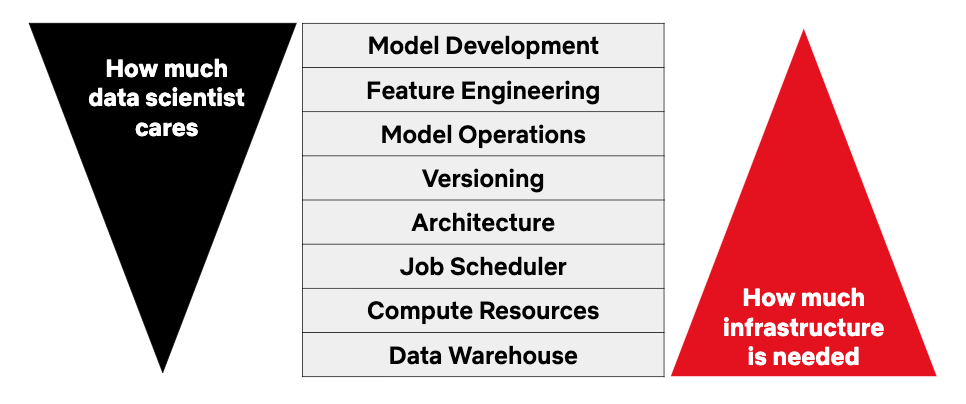 How much
data scientist
cares
Model Development
Feature Engineering
Model Operations
Versioning
Architecture
Job Scheduler
Compute Resources
Data Warehouse
How much
infrastructure
is needed